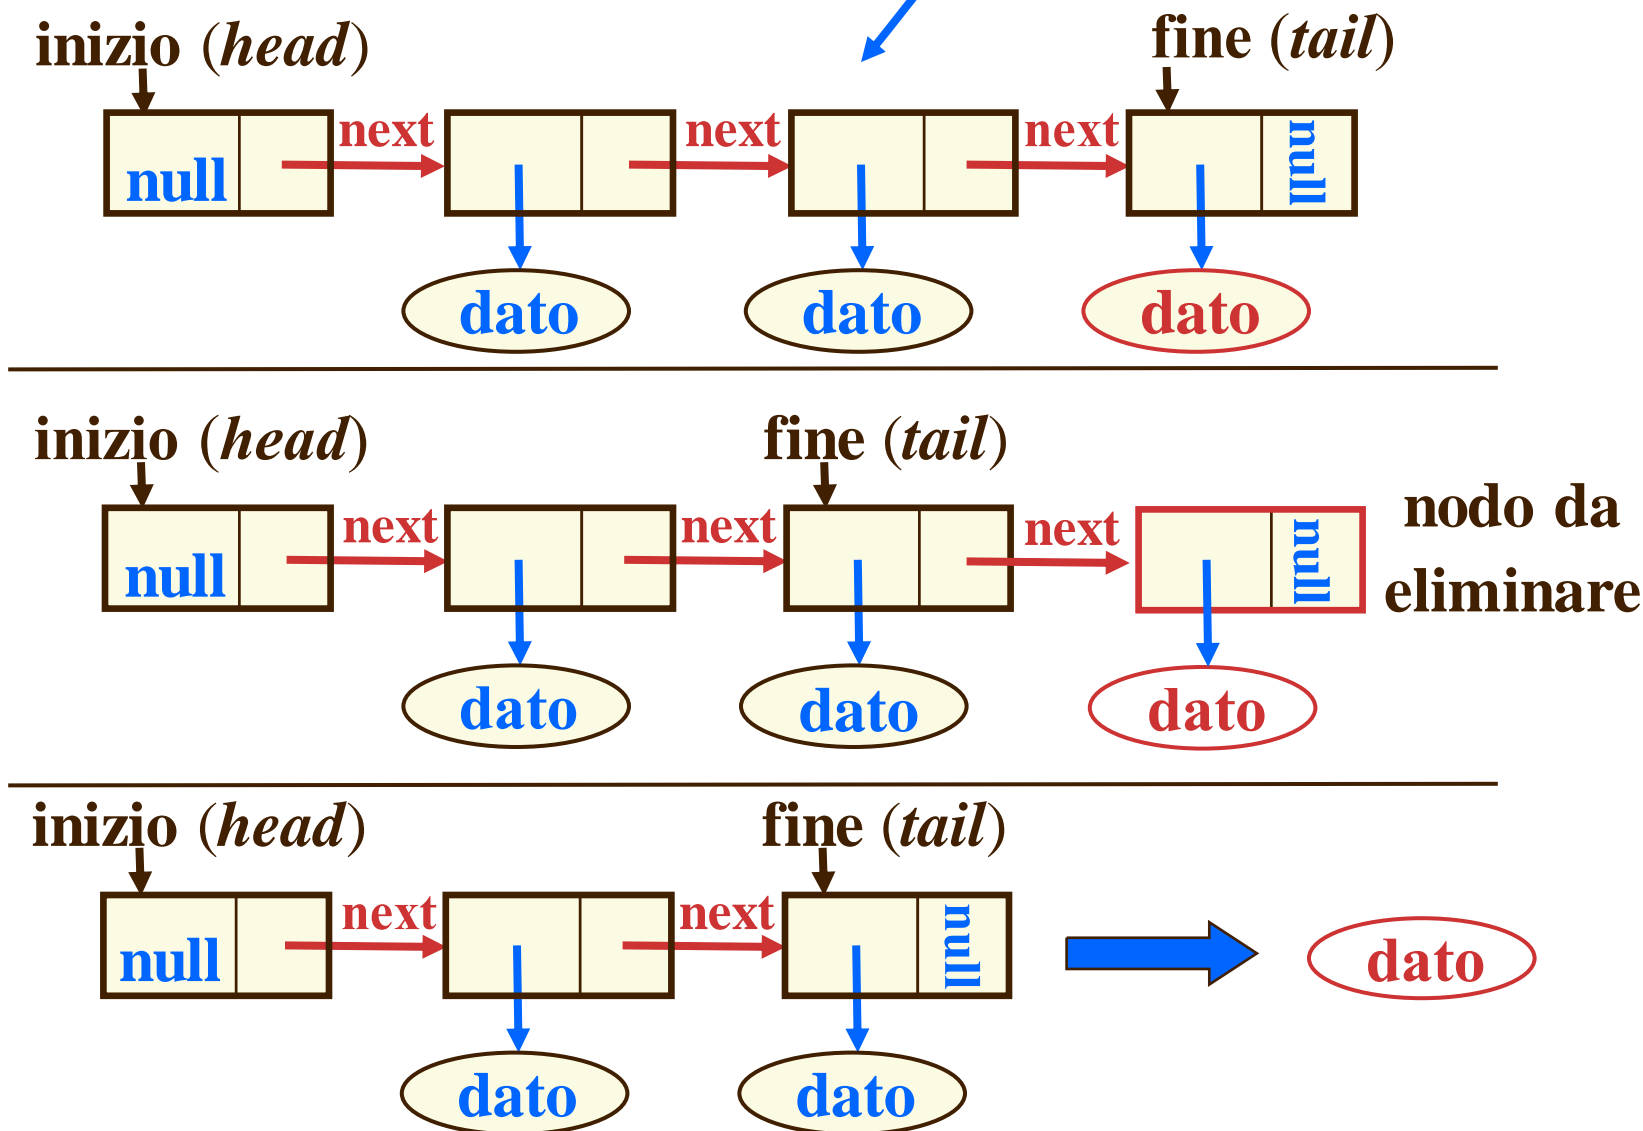 inizio (head) fine (tail)
next next next
null null
dato dato dato
inizio (head) fine (tail)
nodo da
next next next
null null
eliminare
dato dato dato
inizio (head) fine (tail)
next next
null null
dato
dato dato